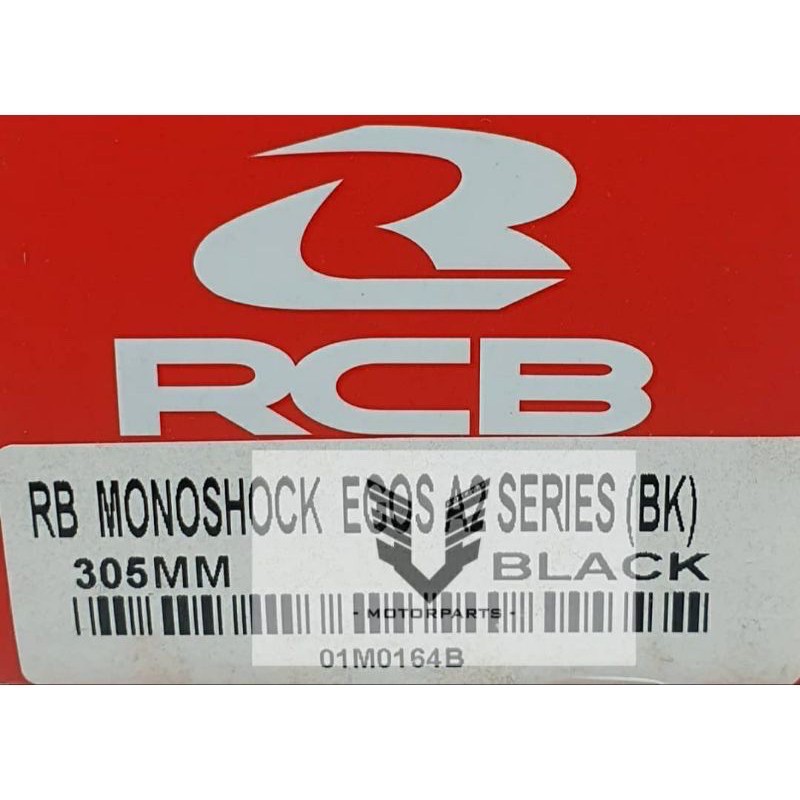 RCB
RB MONOSHOCK EGOS A2 SERIES (BK)
305MM BLACK
- MOTORPARTS -
01M0164B